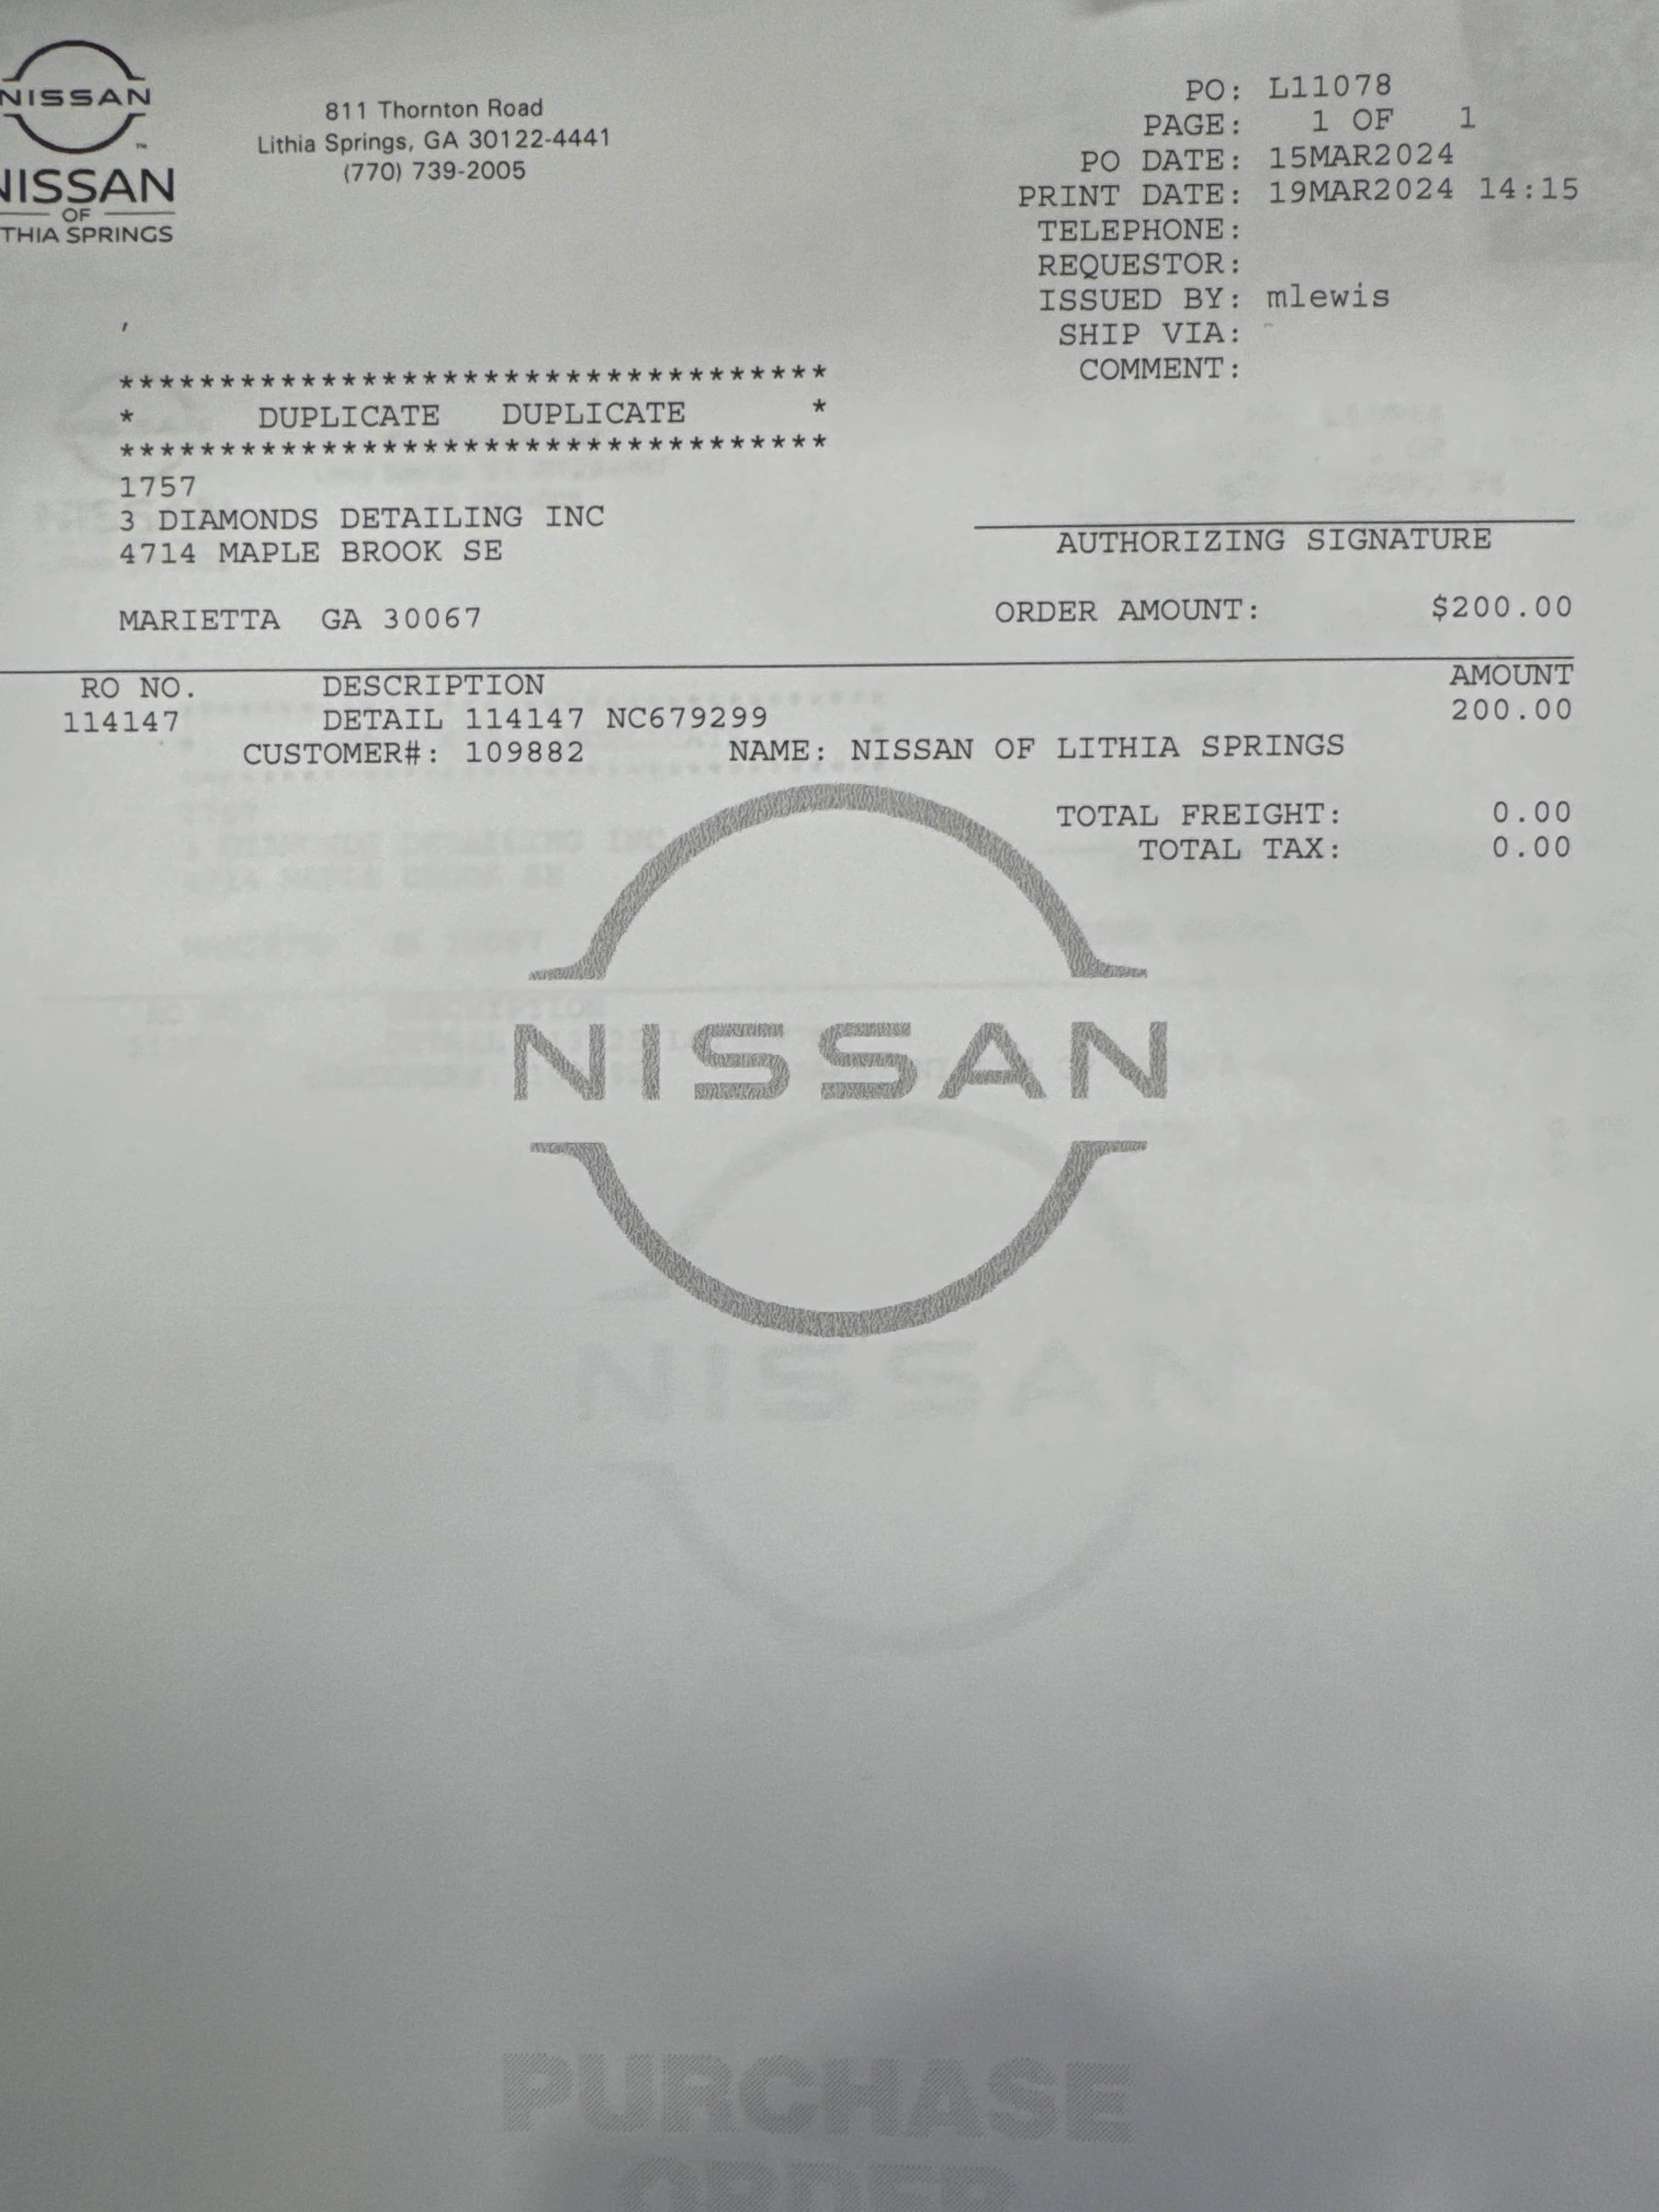 NISSAN
NISSAN
OF
THIA SPRINGS
811 Thornton Road
Lithia Springs, GA 30122-4441
(770) 739-2005
PO: L11078
PAGE: 1 OF 1
PO DATE: 15MAR2024
PRINT DATE: 19MAR2024 14:15
TELEPHONE:
REQUESTOR:
ISSUED BY: mlewis
SHIP VIA:
COMMENT:
,
***********************************
* DUPLICATE DUPLICATE *
***********************************
1757
3 DIAMONDS DETAILING INC
4714 MAPLE BROOK SE
MARIETTA GA 30067
AUTHORIZING SIGNATURE
ORDER AMOUNT: $200.00
RO NO. DESCRIPTION AMOUNT
114147 DETAIL 114147 NC679299 200.00
CUSTOMER#: 109882 NAME: NISSAN OF LITHIA SPRINGS
TOTAL FREIGHT: 0.00
TOTAL TAX: 0.00
NISSAN
NISSAN
PURCHASE
ORDER